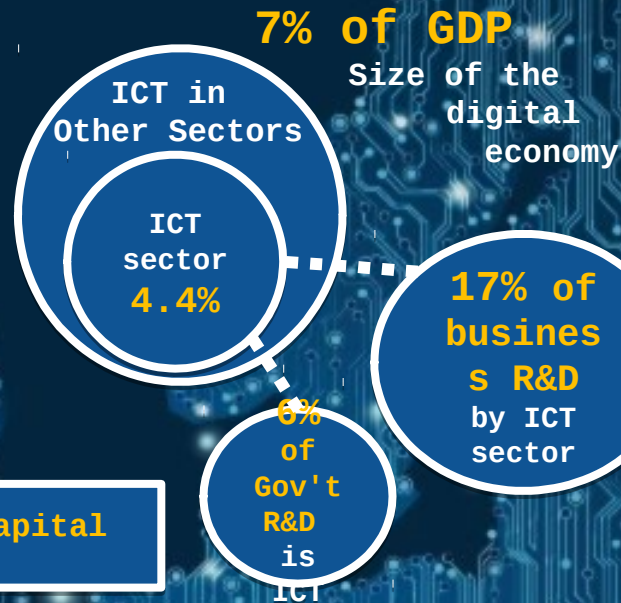 7% of GDP
Size of the
digital
economy
ICT in
Other Sectors
ICT
sector
4.4%
17% of
busines
s R&D
by ICT
sector
6%
of
Gov't
R&D
is
ICT
apital